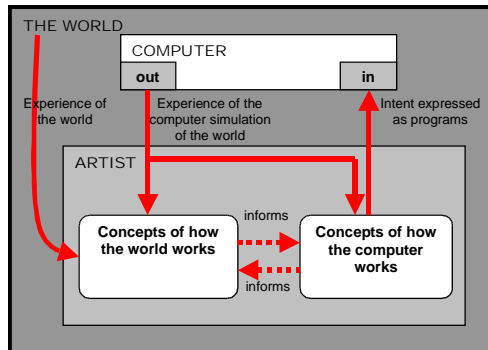 THE WORLD
COMPUTER
out
in
Experience of
the world
Experience of the
computer simulation
of the world
Intent expressed
as programs
ARTIST
Concepts of how
the world works
informs
informs
Concepts of how
the computer
works